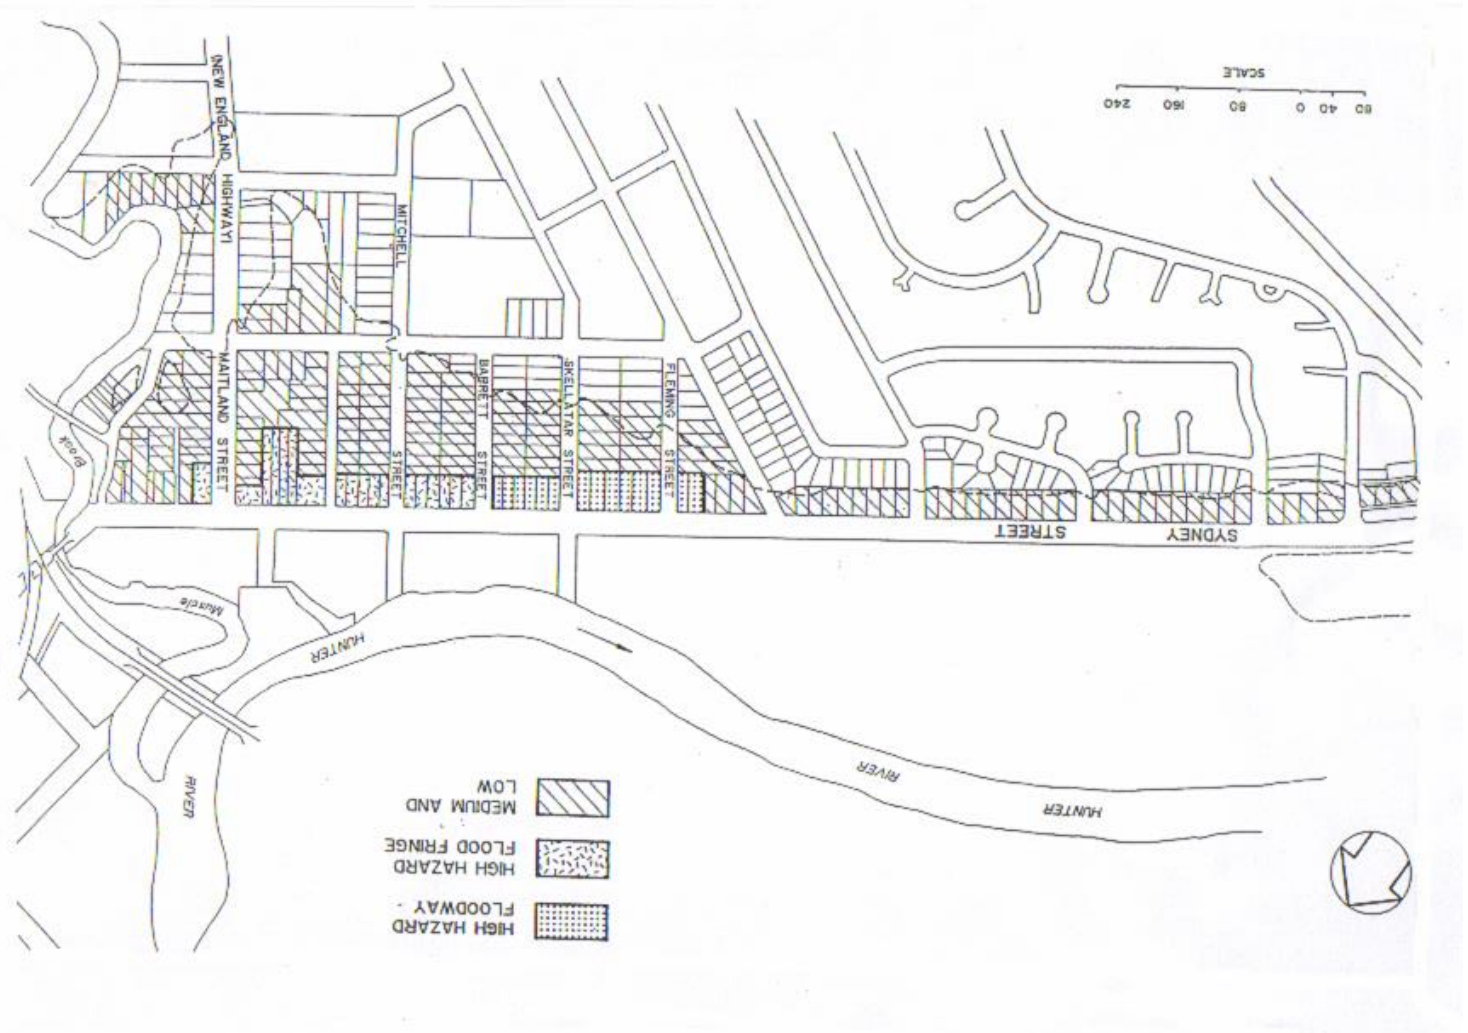 HIGH HAZARD
FLOODWAY
HIGH HAZARD
FLOOD FRINGE
MEDIUM AND
LOW
HUNTER
RIVER
RIVER
HUNTER
Muscle
Brook
SYDNEY
STREET
FLEMING STREET
SKELLATAR STREET
BARRETT STREET
MITCHELL STREET
(NEW ENGLAND HIGHWAY)
MAITLAND STREET
80 40 0 80 160 240
SCALE